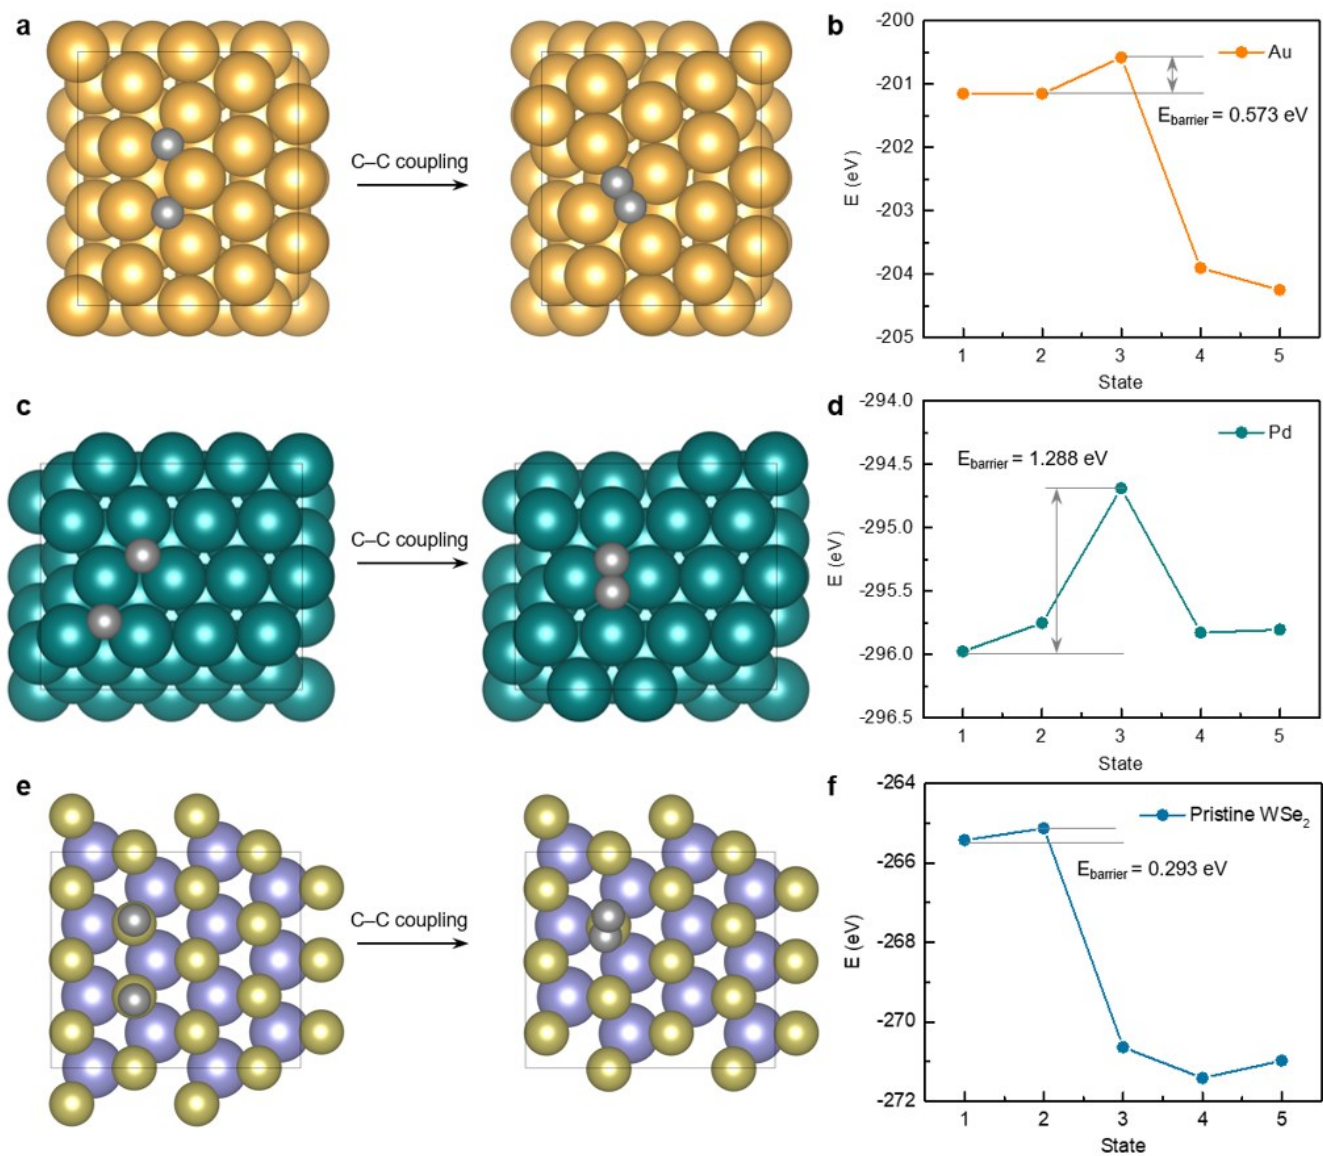 a
C–C coupling
b
-200
-201
-202
-203
-204
-205
E (eV)
Au
E_barrier = 0.573 eV
1 2 3 4 5
State
c
C–C coupling
d
-294.0
-294.5
-295.0
-295.5
-296.0
-296.5
E (eV)
Pd
E_barrier = 1.288 eV
1 2 3 4 5
State
e
C–C coupling
f
-264
-266
-268
-270
-272
E (eV)
Pristine WSe₂
E_barrier = 0.293 eV
1 2 3 4 5
State